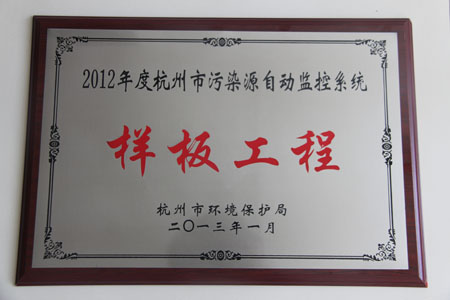 2012年度杭州市污染源自动监控系统
样板工程
杭州市环境保护局
二〇一三年一月